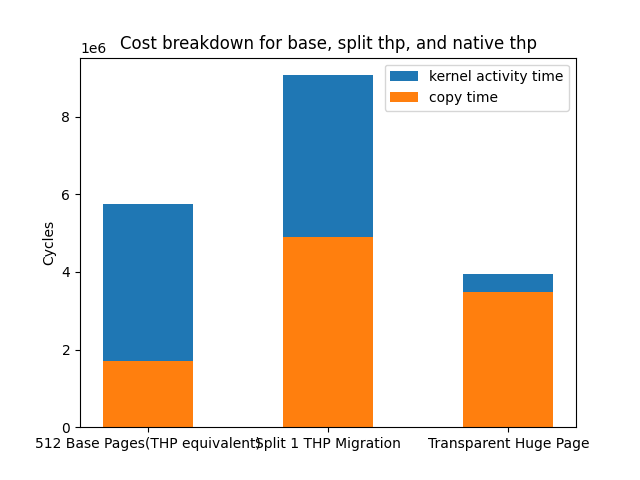 Cost breakdown for base, split thp, and native thp
1e6
kernel activity time
copy time
8
6
4
2
0
Cycles
512 Base Pages(THP equivalent)
Split 1 THP Migration
Transparent Huge Page